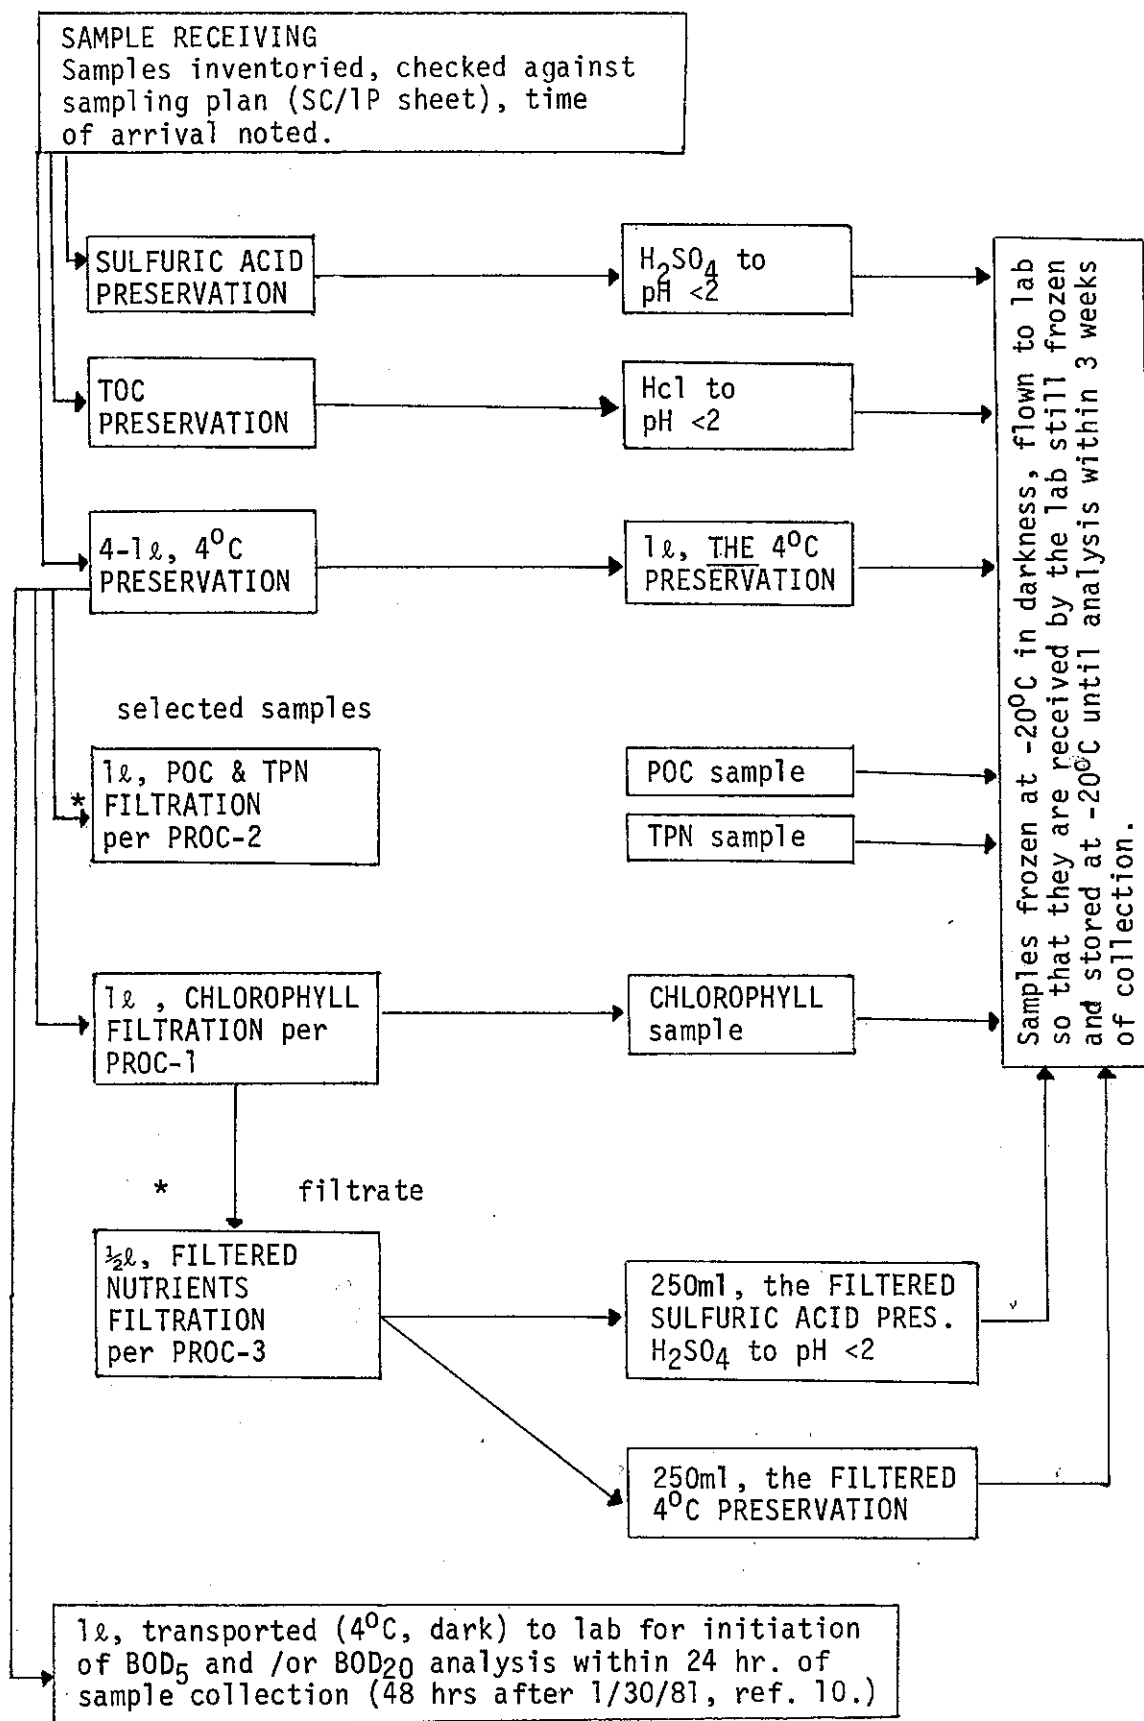 SAMPLE RECEIVING
Samples inventoried, checked against
sampling plan (SC/1P sheet), time
of arrival noted.
SULFURIC ACID
PRESERVATION
H2SO4 to
pH <2
TOC
PRESERVATION
Hcl to
pH <2
4-1ℓ, 4⁰C
PRESERVATION
1ℓ, THE 4⁰C
PRESERVATION
selected samples
*
1ℓ, POC & TPN
FILTRATION
per PROC-2
POC sample
TPN sample
1ℓ , CHLOROPHYLL
FILTRATION per
PROC-1
CHLOROPHYLL
sample
* filtrate
½ℓ, FILTERED
NUTRIENTS
FILTRATION
per PROC-3
250ml, the FILTERED
SULFURIC ACID PRES.
H2SO4 to pH <2
250ml, the FILTERED
4⁰C PRESERVATION
Samples frozen at -20⁰C in darkness, flown to lab
so that they are received by the lab still frozen
and stored at -20⁰C until analysis within 3 weeks
of collection.
1ℓ, transported (4⁰C, dark) to lab for initiation
of BOD5 and /or BOD20 analysis within 24 hr. of
sample collection (48 hrs after 1/30/81, ref. 10.)